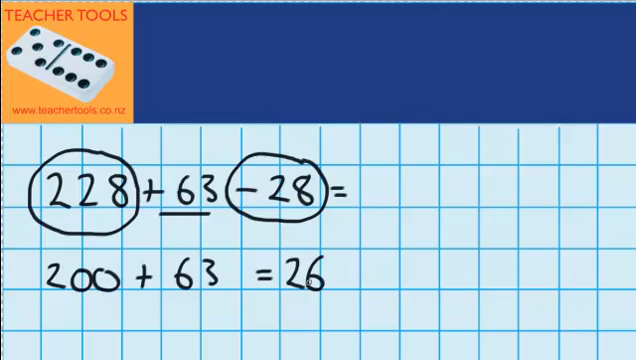 TEACHER TOOLS
www.teachertools.co.nz
228 + 63 - 28 =
200 + 63 = 26